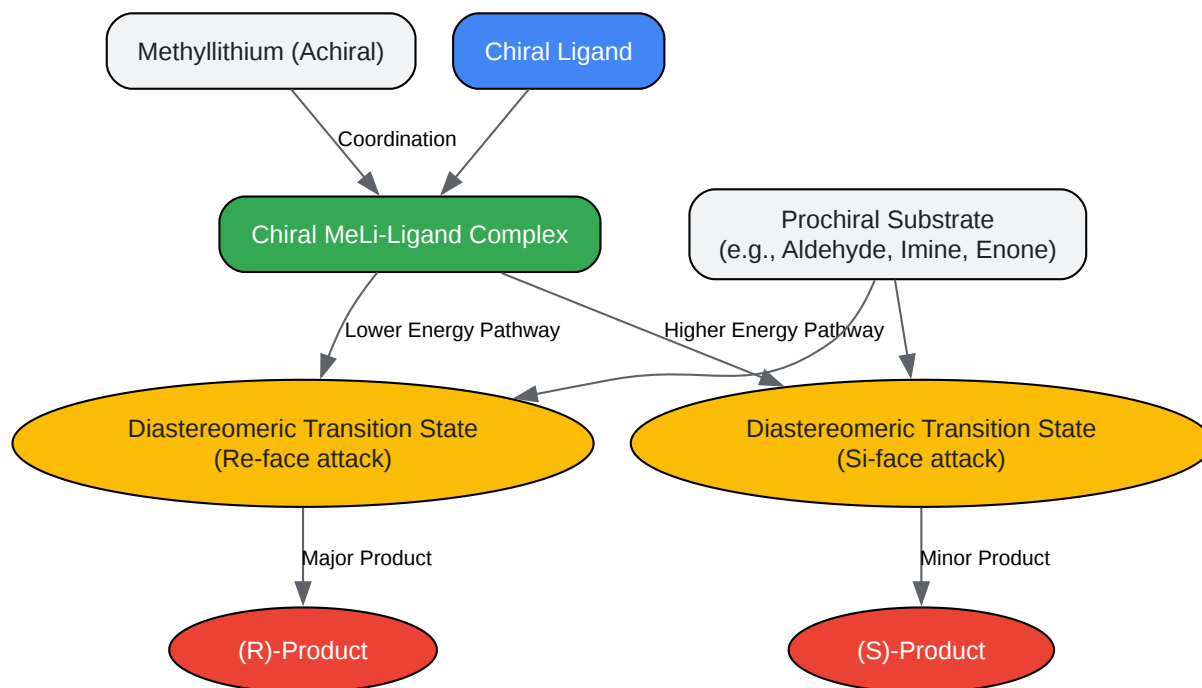 Methyllithium (Achiral)
Chiral Ligand
Coordination
Chiral MeLi-Ligand Complex
Prochiral Substrate
(e.g., Aldehyde, Imine, Enone)
Lower Energy Pathway
Higher Energy Pathway
Diastereomeric Transition State
(Re-face attack)
Diastereomeric Transition State
(Si-face attack)
Major Product
Minor Product
(R)-Product
(S)-Product